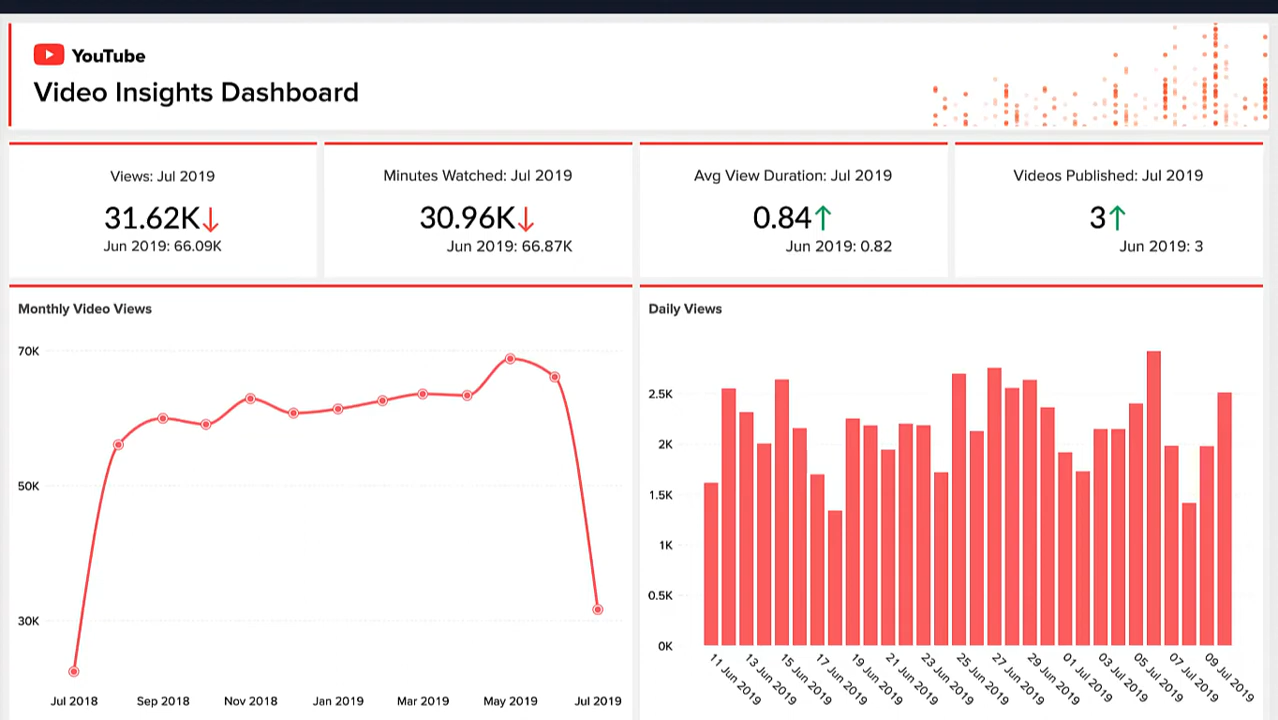 YouTube
Video Insights Dashboard
Views: Jul 2019
31.62K↓
Jun 2019: 66.09K
Minutes Watched: Jul 2019
30.96K↓
Jun 2019: 66.87K
Avg View Duration: Jul 2019
0.84↑
Jun 2019: 0.82
Videos Published: Jul 2019
3↑
Jun 2019: 3
Monthly Video Views
70K
50K
30K
Jul 2018
Sep 2018
Nov 2018
Jan 2019
Mar 2019
May 2019
Jul 2019
Daily Views
2.5K
2K
1.5K
1K
0.5K
0K
11 Jun 2019
13 Jun 2019
15 Jun 2019
17 Jun 2019
19 Jun 2019
21 Jun 2019
23 Jun 2019
25 Jun 2019
27 Jun 2019
29 Jun 2019
01 Jul 2019
03 Jul 2019
05 Jul 2019
07 Jul 2019
09 Jul 2019